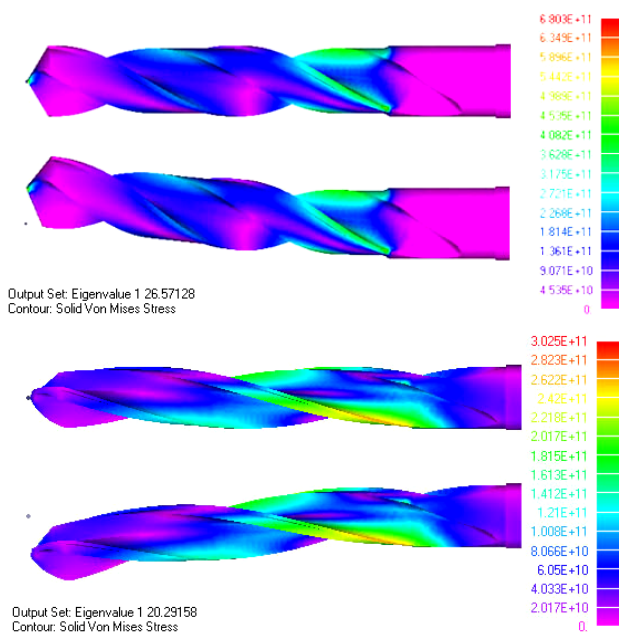 6.803E+11
6.349E+11
5.896E+11
5.442E+11
4.989E+11
4.535E+11
4.082E+11
3.628E+11
3.175E+11
2.721E+11
2.268E+11
1.814E+11
1.361E+11
9.071E+10
4.535E+10
0.
Output Set: Eigenvalue 1 26.57128
Contour: Solid Von Mises Stress
3.025E+11
2.823E+11
2.622E+11
2.42E+11
2.218E+11
2.017E+11
1.815E+11
1.613E+11
1.412E+11
1.21E+11
1.008E+11
8.066E+10
6.05E+10
4.033E+10
2.017E+10
0.
Output Set: Eigenvalue 1 20.29158
Contour: Solid Von Mises Stress